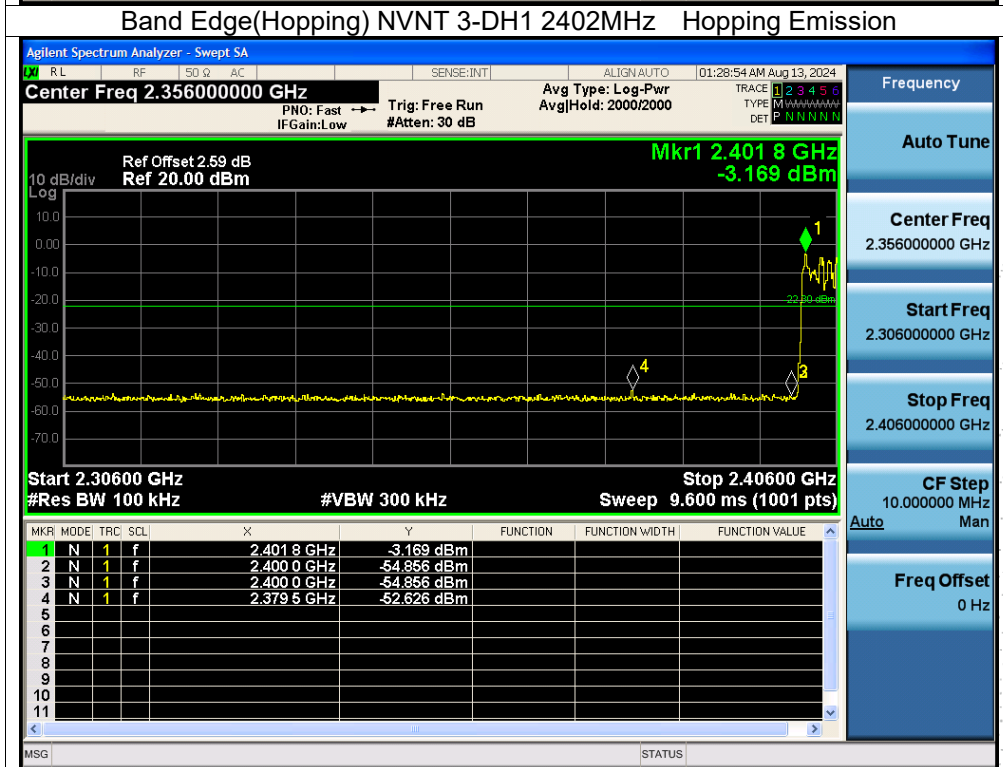 Band Edge(Hopping) NVNT 3-DH1 2402MHz Hopping Emission
Agilent Spectrum Analyzer - Swept SA
LXI RL RF 50 Ω AC SENSE:INT ALIGN AUTO 01:28:54 AM Aug 13, 2024
Center Freq 2.356000000 GHz
PNO: Fast
IFGain:Low
Trig: Free Run
#Atten: 30 dB
Avg Type: Log-Pwr
Avg|Hold: 2000/2000
TRACE 1 2 3 4 5 6
TYPE M WWWWW
DET P N N N N N
Ref Offset 2.59 dB
10 dB/div Ref 20.00 dBm
Log
Mkr1 2.401 8 GHz
-3.169 dBm
10.0
0.00
-10.0
-20.0
-30.0
-40.0
-50.0
-60.0
-70.0
1
4
3
Start 2.30600 GHz Stop 2.40600 GHz
#Res BW 100 kHz #VBW 300 kHz Sweep 9.600 ms (1001 pts)
MKR MODE TRC SCL X Y FUNCTION FUNCTION WIDTH FUNCTION VALUE
1 N 1 f 2.401 8 GHz -3.169 dBm
2 N 1 f 2.400 0 GHz -54.856 dBm
3 N 1 f 2.400 0 GHz -54.856 dBm
4 N 1 f 2.379 5 GHz -52.626 dBm
5
6
7
8
9
10
11
MSG STATUS
Frequency
Auto Tune
Center Freq
2.356000000 GHz
Start Freq
2.306000000 GHz
Stop Freq
2.406000000 GHz
CF Step
10.000000 MHz
Auto Man
Freq Offset
0 Hz